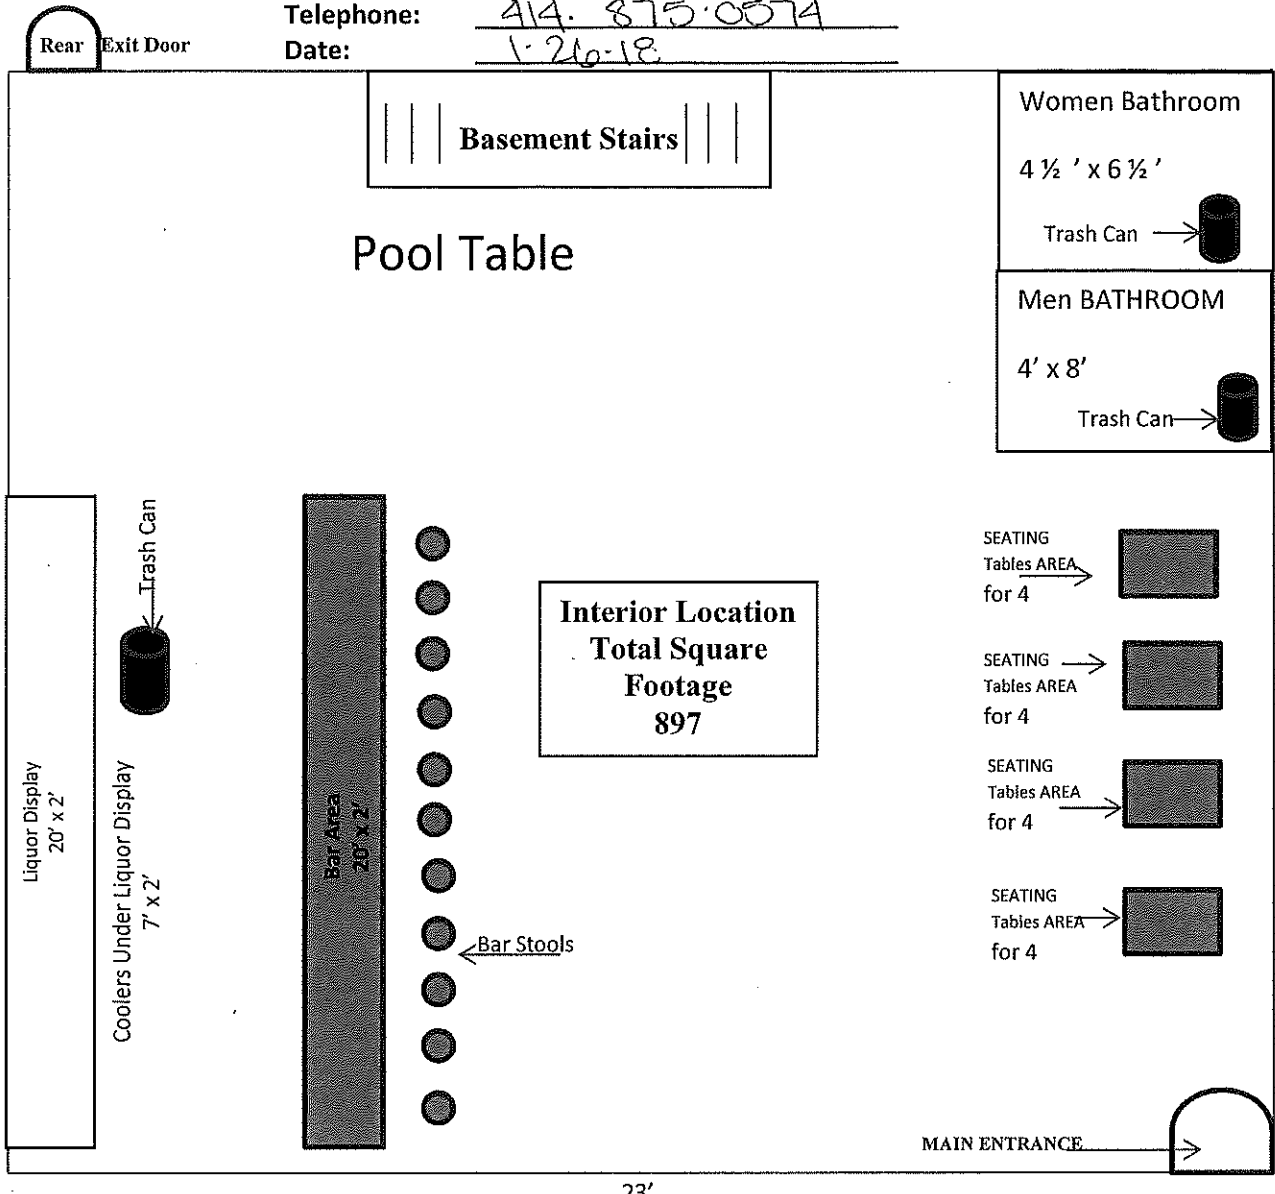 Telephone: 414. 875.0574
Rear Exit Door
Date: 1-26-18
Basement Stairs
Women Bathroom
4 ½ ' x 6 ½ '
Trash Can
Pool Table
Men BATHROOM
4' x 8'
Trash Can
Trash Can
SEATING
Tables AREA
for 4
Interior Location
Total Square
Footage
897
SEATING
Tables AREA
for 4
Liquor Display
20' x 2'
Coolers Under Liquor Display
7' x 2'
Bar Area
20' x 2'
SEATING
Tables AREA
for 4
SEATING
Tables AREA
for 4
Bar Stools
MAIN ENTRANCE
23'